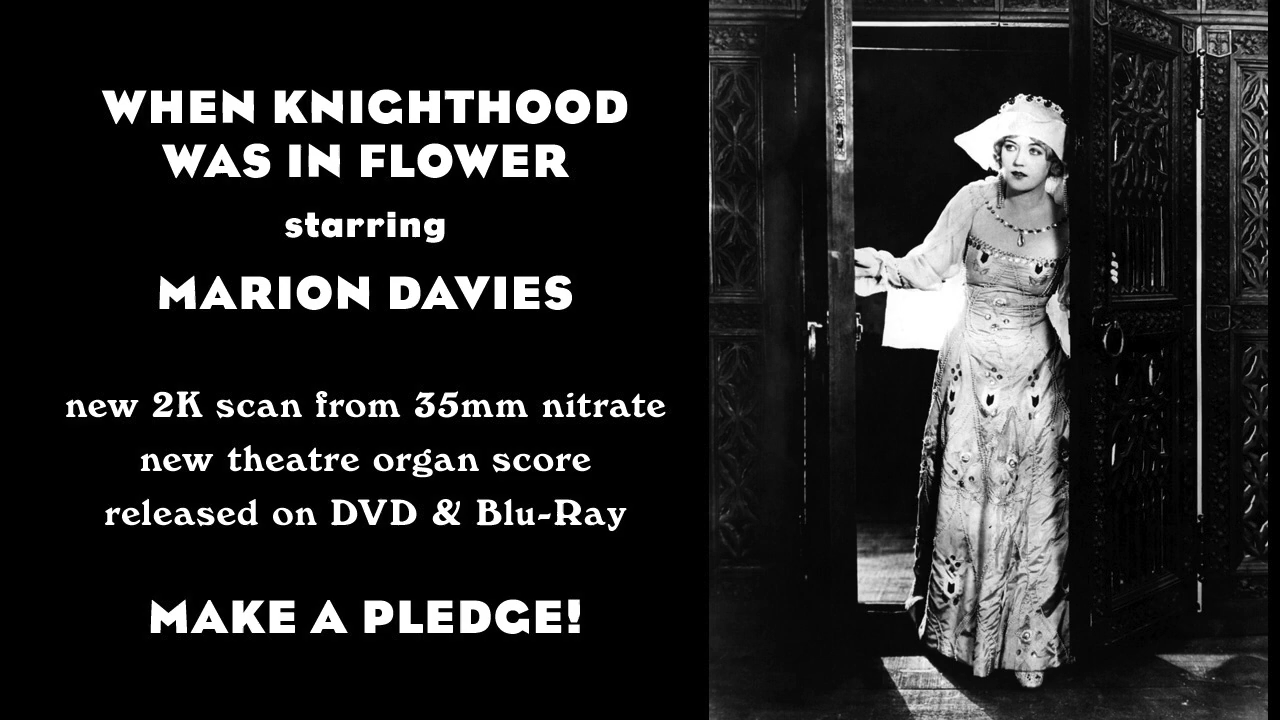 WHEN KNIGHTHOOD
WAS IN FLOWER
starring
MARION DAVIES
new 2K scan from 35mm nitrate
new theatre organ score
released on DVD & Blu-Ray
MAKE A PLEDGE!